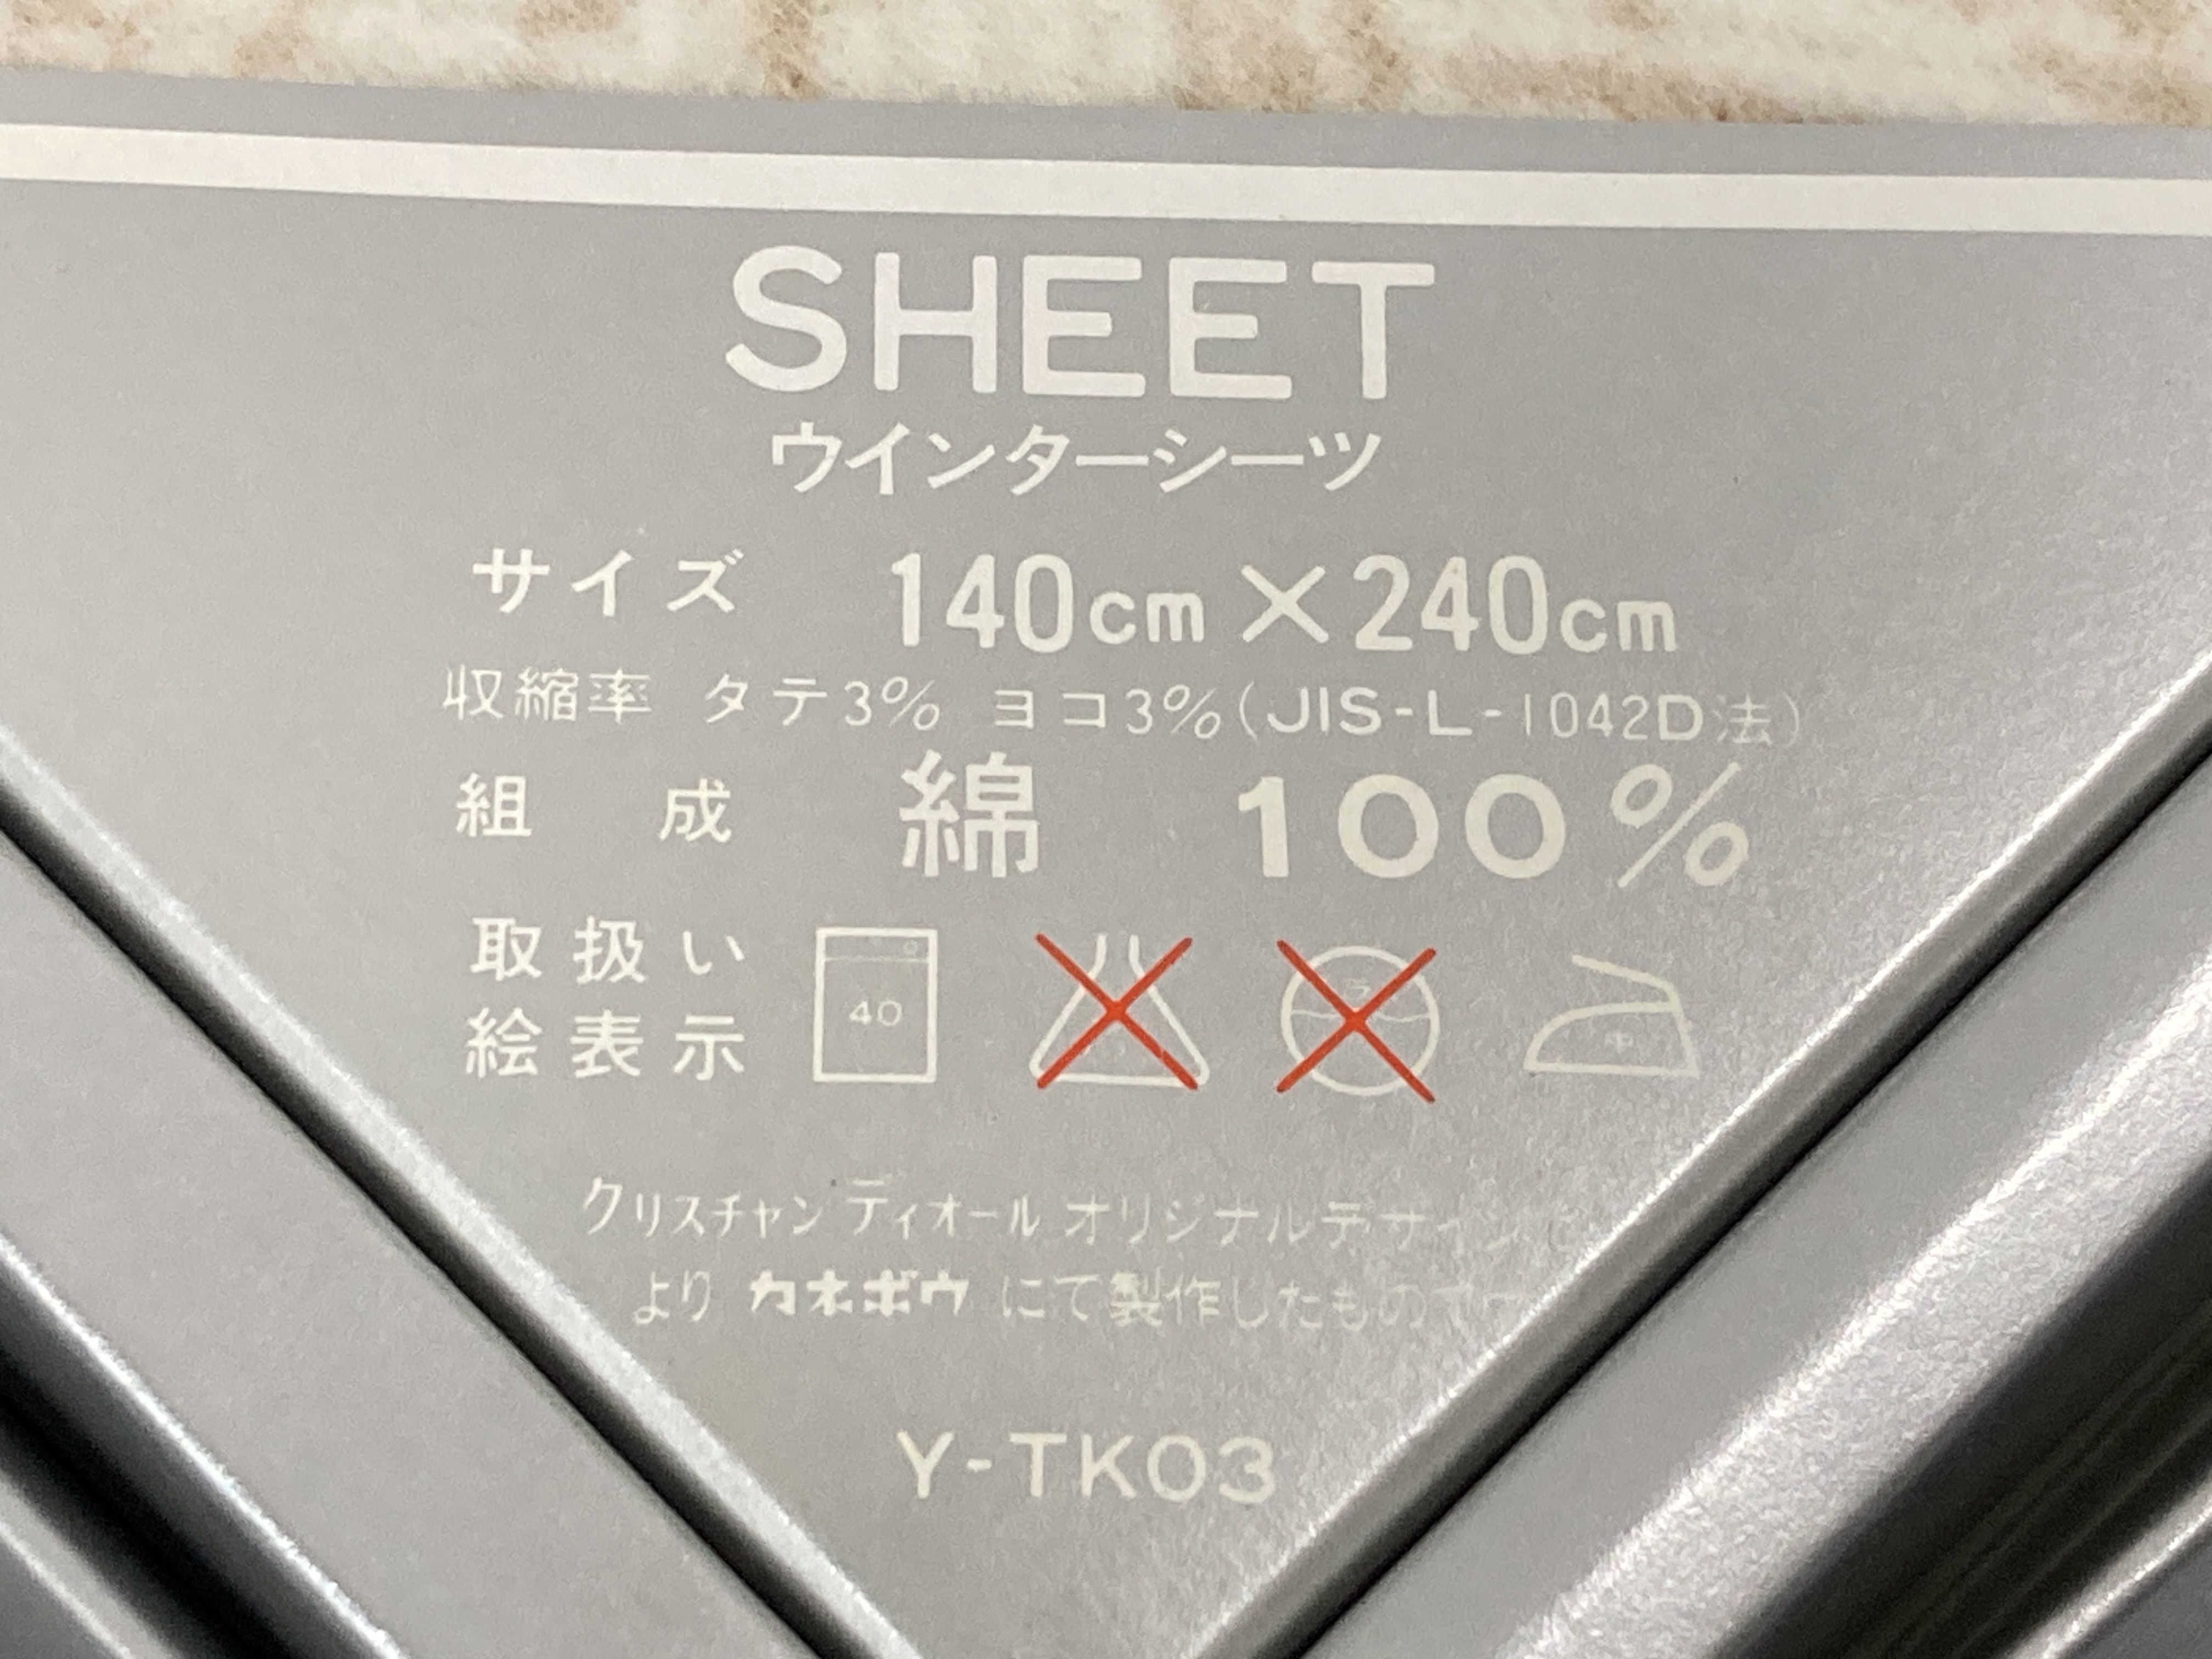 SHEET
ウインターシーツ
サイズ 140cm×240cm
収縮率 タテ3% ヨコ3%(JIS-L-1042D法)
組成 綿 100%
取扱い
絵表示
40 中
クリスチャン ディオール オリジナルデザイン
より カネボウ にて製作したものです
Y-TK03